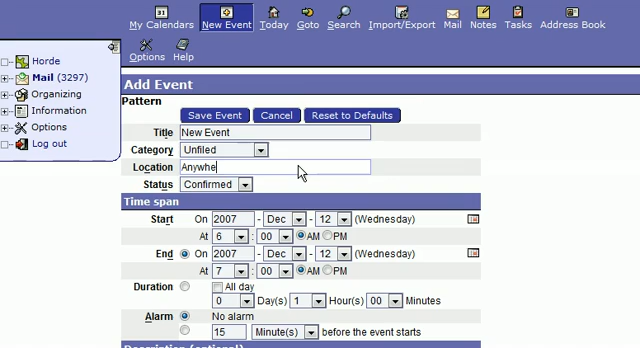 My Calendars New Event Today Goto Search Import/Export Mail Notes Tasks Address Book
Options Help
Horde
Mail (3297)
Organizing
Information
Options
Log out
Add Event
Pattern
Save Event Cancel Reset to Defaults
Title New Event
Category Unfiled
Location Anywhe
Status Confirmed
Time span
Start On 2007 - Dec - 12 (Wednesday)
At 6 : 00 AM PM
End On 2007 - Dec - 12 (Wednesday)
At 7 : 00 AM PM
Duration All day
0 Day(s) 1 Hour(s) 00 Minutes
Alarm No alarm
15 Minute(s) before the event starts
Description (optional)